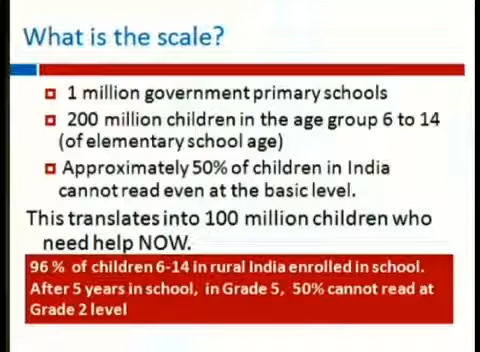 What is the scale?
1 million government primary schools
200 million children in the age group 6 to 14
(of elementary school age)
Approximately 50% of children in India
cannot read even at the basic level.
This translates into 100 million children who
need help NOW.
96 % of children 6-14 in rural India enrolled in school.
After 5 years in school, in Grade 5, 50% cannot read at
Grade 2 level